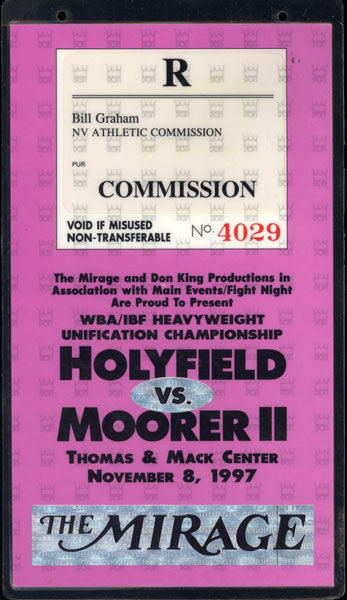 R
Bill Graham
NV ATHLETIC COMMISSION
PUR
COMMISSION
VOID IF MISUSED
NON-TRANSFERABLE
No. 4029
The Mirage and Don King Productions in
Association with Main Events/Fight Night
Are Proud To Present
WBA/IBF HEAVYWEIGHT
UNIFICATION CHAMPIONSHIP
HOLYFIELD
VS.
MOORER II
THOMAS & MACK CENTER
NOVEMBER 8, 1997
THE MIRAGE